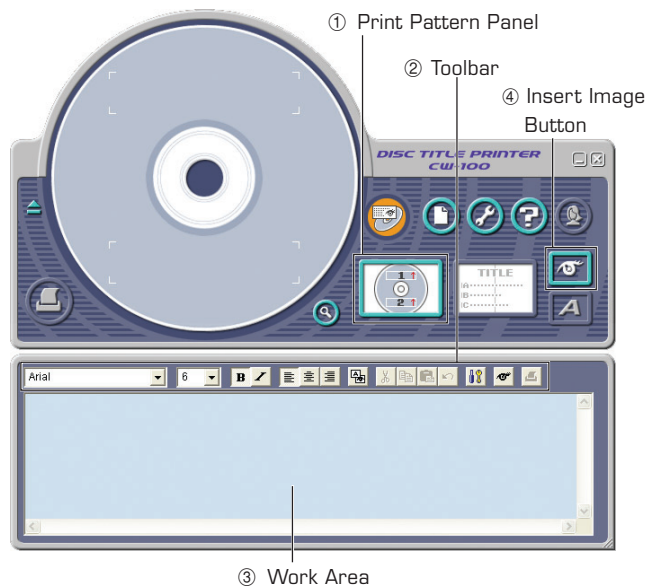 ① Print Pattern Panel
② Toolbar
④ Insert Image
Button
DISC TITLE PRINTER
CW-100
1
2
TITLE
A
B
C
A
Arial
6
B I
③ Work Area